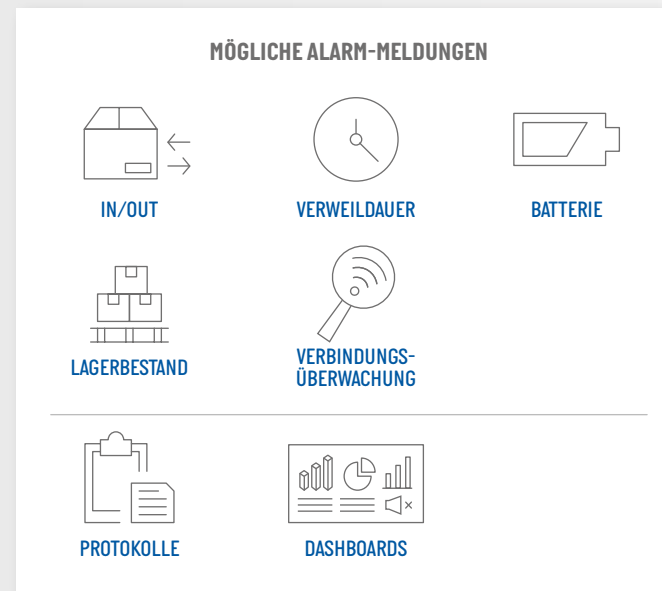 MÖGLICHE ALARM-MELDUNGEN
IN/OUT
VERWEILDAUER
BATTERIE
LAGERBESTAND
VERBINDUNGS-
ÜBERWACHUNG
PROTOKOLLE
DASHBOARDS